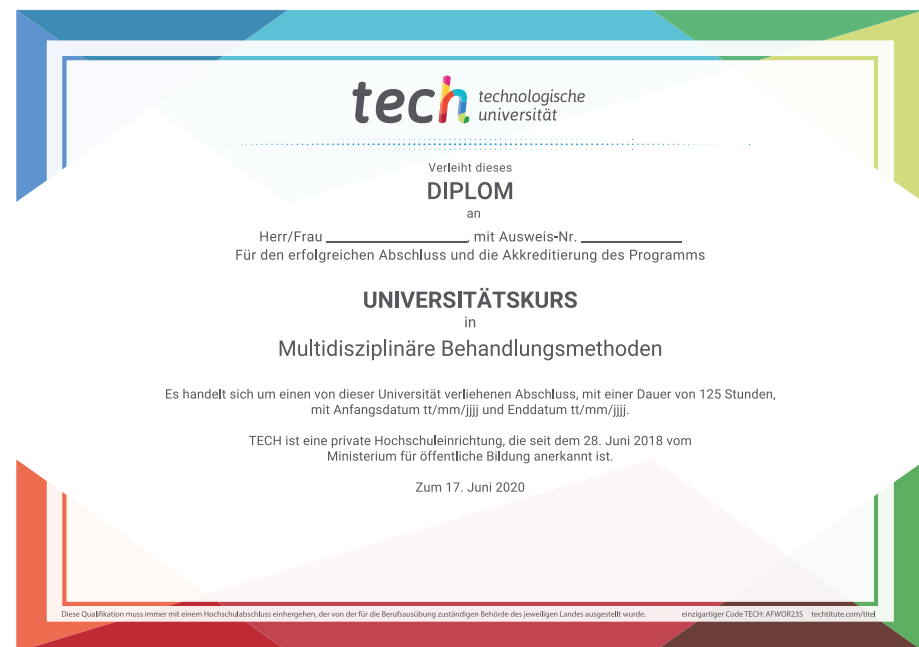 tech technologische
universität
Verleiht dieses
DIPLOM
an
Herr/Frau ____________, mit Ausweis-Nr. ____________
Für den erfolgreichen Abschluss und die Akkreditierung des Programms
UNIVERSITÄTSKURS
in
Multidisziplinäre Behandlungsmethoden
Es handelt sich um einen von dieser Universität verliehenen Abschluss, mit einer Dauer von 125 Stunden,
mit Anfangsdatum tt/mm/jjjj und Enddatum tt/mm/jjjj.
TECH ist eine private Hochschuleinrichtung, die seit dem 28. Juni 2018 vom
Ministerium für öffentliche Bildung anerkannt ist.
Zum 17. Juni 2020
Diese Qualifikation muss immer mit einem Hochschulabschluss einhergehen, der von der für die Berufsausübung zuständigen Behörde des jeweiligen Landes ausgestellt wurde. einzigartiger Code TECH: AFWOR23S techtitute.com/titel